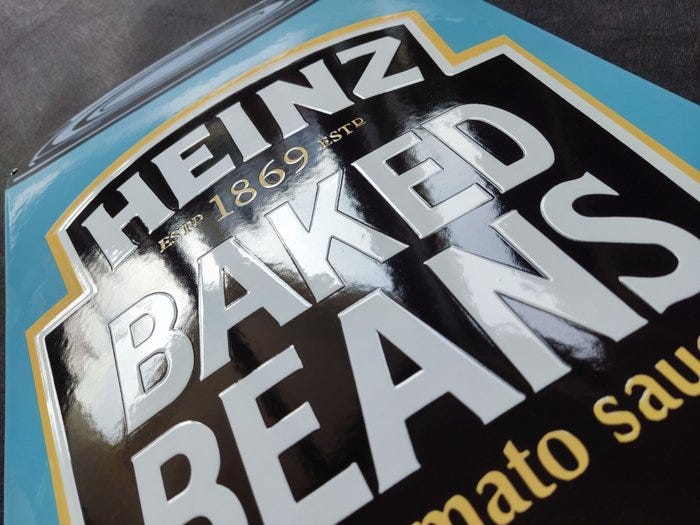 HEINZ
ESTD 1869 ESTD
BAKED
BEANS
mato sau